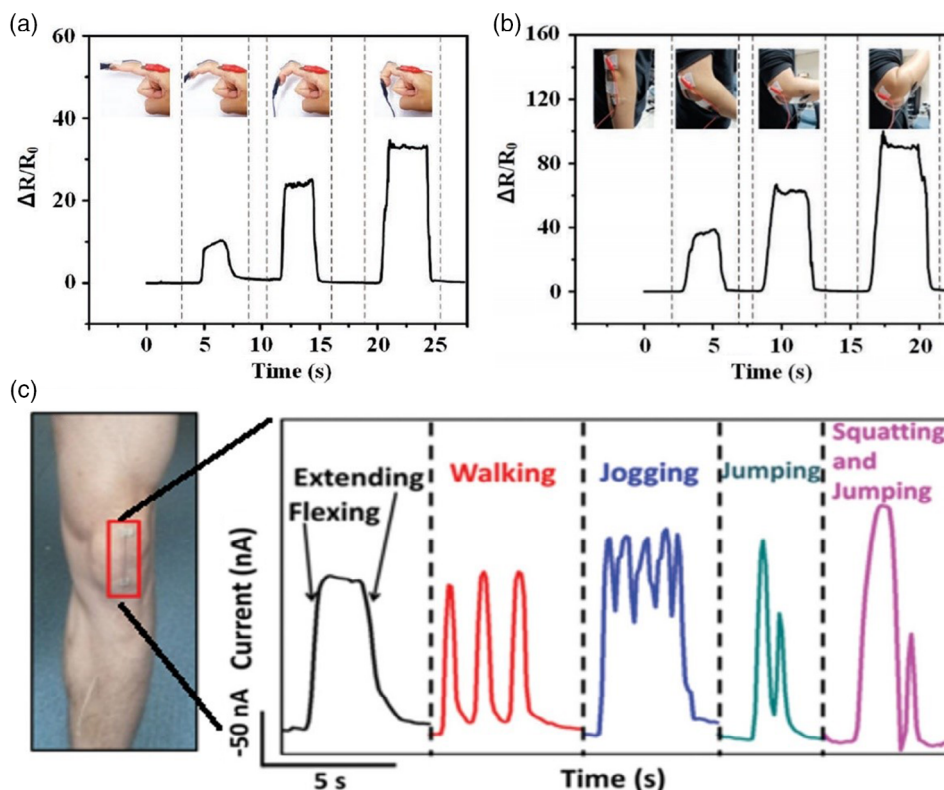 (a)
60
40
20
0
ΔR/R₀
0 5 10 15 20 25
Time (s)
(b)
160
120
80
40
0
ΔR/R₀
0 5 10 15 20
Time (s)
(c)
Extending
Flexing
Walking
Jogging
Jumping
Squatting
and
Jumping
Current (nA)
-50 nA
5 s
Time (s)